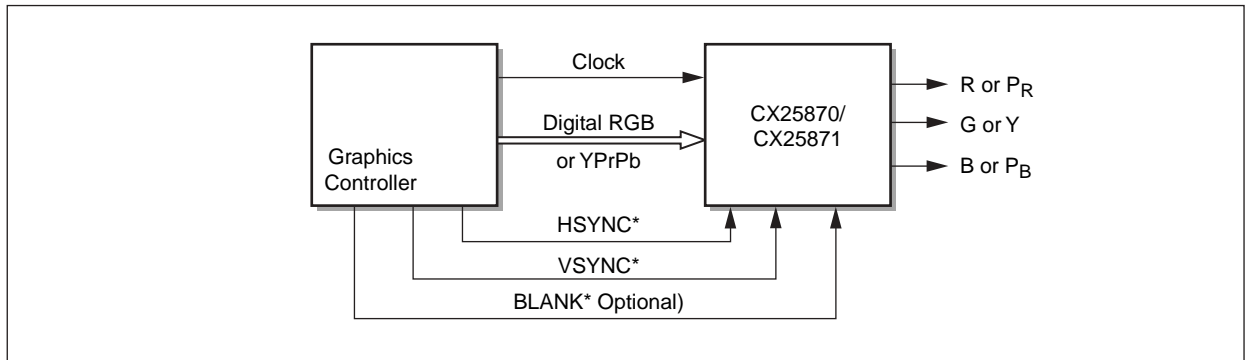 Clock
Digital RGB
or YPrPb
Graphics
Controller
CX25870/
CX25871
R or PR
G or Y
B or PB
HSYNC*
VSYNC*
BLANK* Optional)